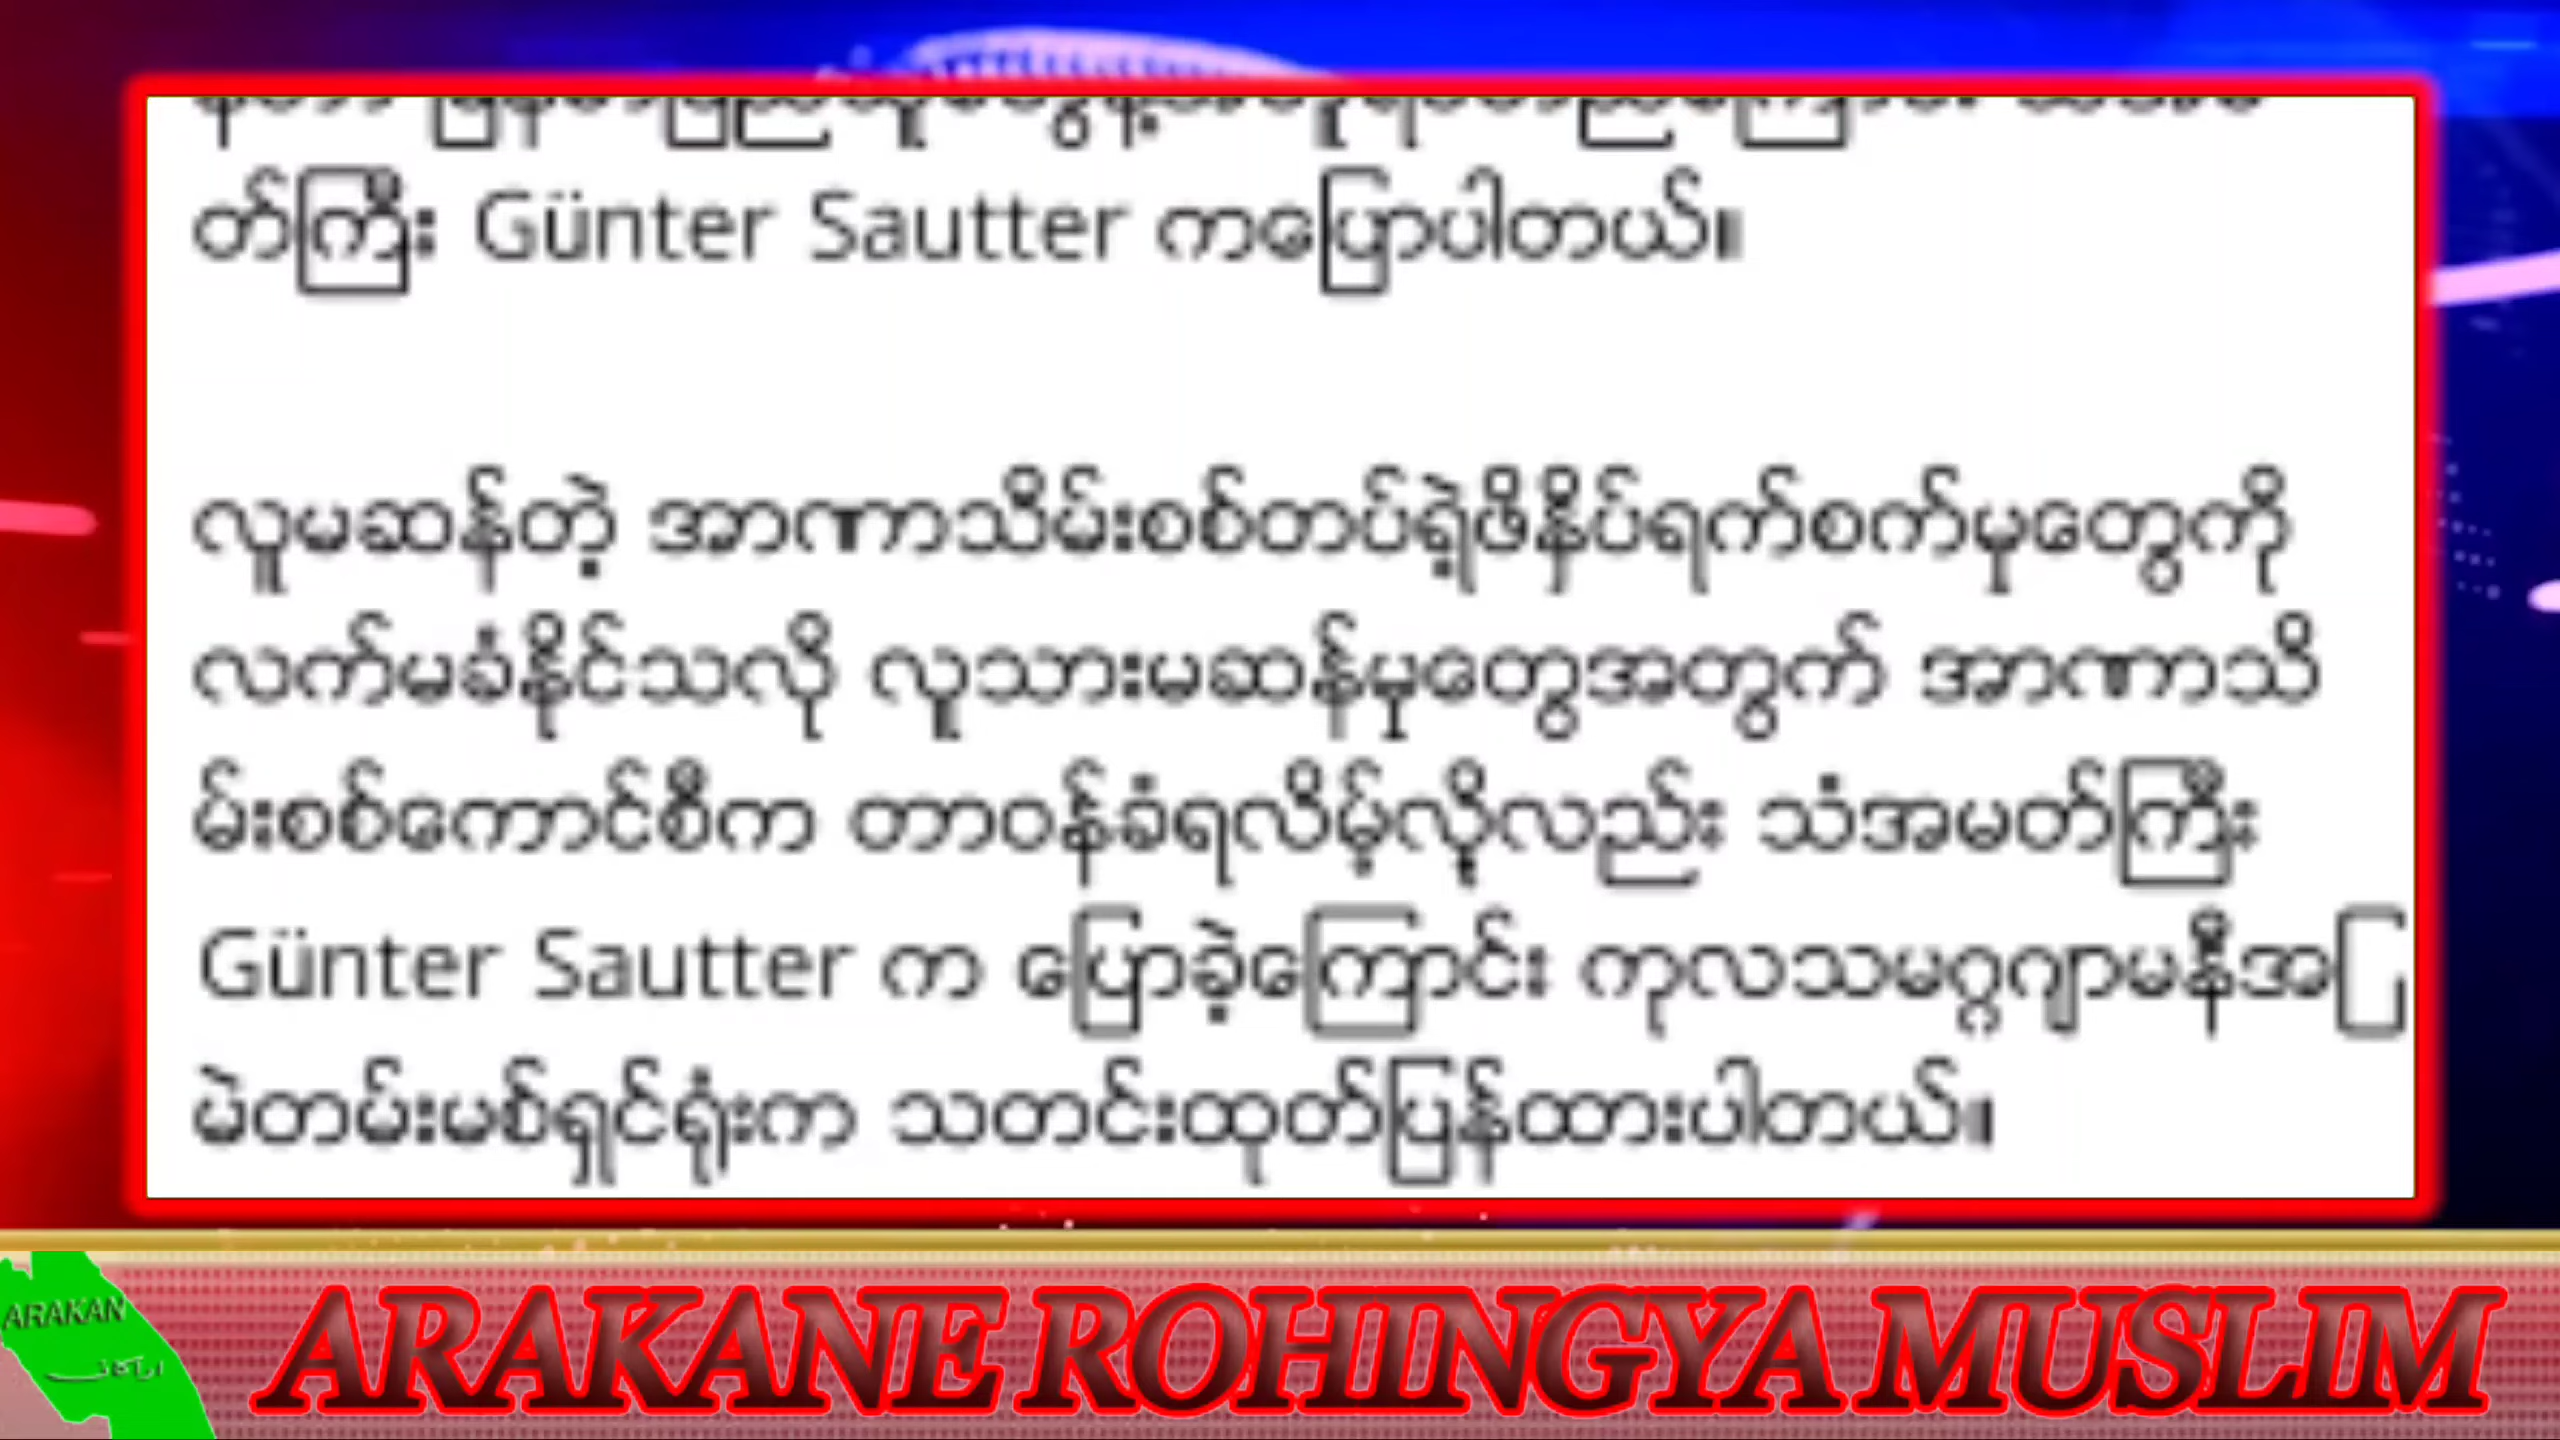 တ်ကြီး Günter Sautter ကပြောပါတယ်။
လူမဆန်တဲ့ အာဏာသိမ်းစစ်တပ်ရဲ့ဖိနှိပ်ရက်စက်မှုတွေကို
လက်မခံနိုင်သလို လူသားမဆန်မှုတွေအတွက် အာဏာသိ
မ်းစစ်ကောင်စီက တာဝန်ခံရလိမ့်လို့လည်း သံအမတ်ကြီး
Günter Sautter က ပြောခဲ့ကြောင်း ကုလသမဂ္ဂဂျာမနီအမြ
မဲတမ်းမစ်ရှင်ရုံးက သတင်းထုတ်ပြန်ထားပါတယ်။
ARAKAN
ARAKANE ROHINGYA MUSLIM